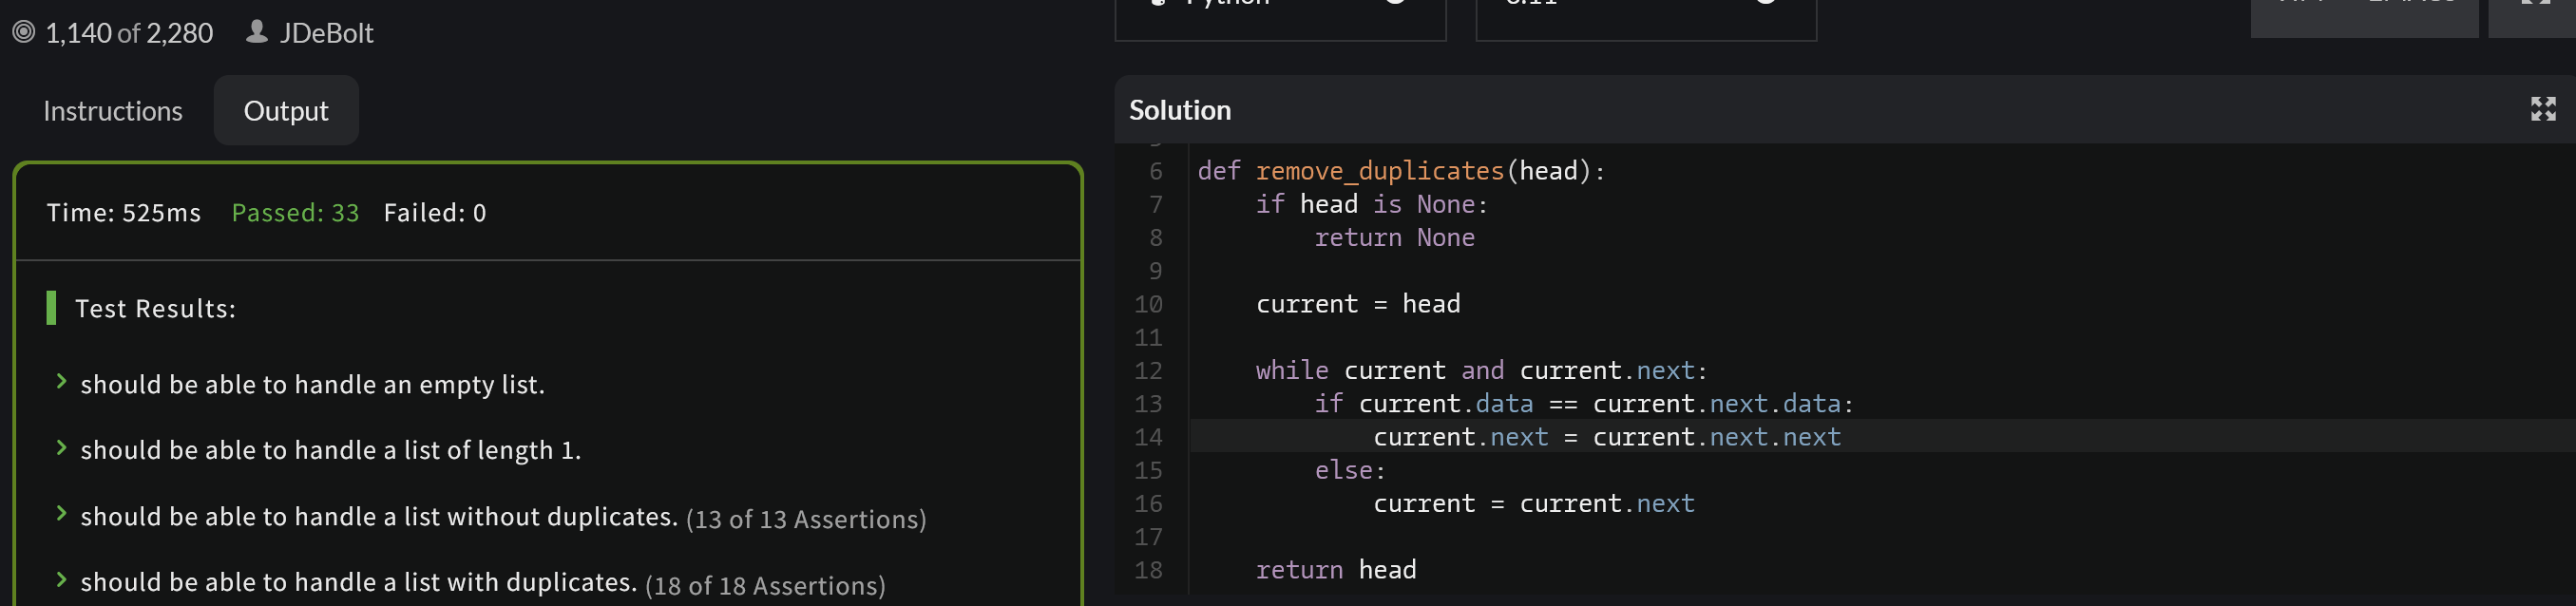 1,140 of 2,280 JDeBolt
Python
Instructions
Output
Time: 525ms Passed: 33 Failed: 0
Test Results:
should be able to handle an empty list.
should be able to handle a list of length 1.
should be able to handle a list without duplicates. (13 of 13 Assertions)
should be able to handle a list with duplicates. (18 of 18 Assertions)
Solution
6 def remove_duplicates(head):
7     if head is None:
8         return None
9
10     current = head
11
12     while current and current.next:
13         if current.data == current.next.data:
14             current.next = current.next.next
15         else:
16             current = current.next
17
18     return head